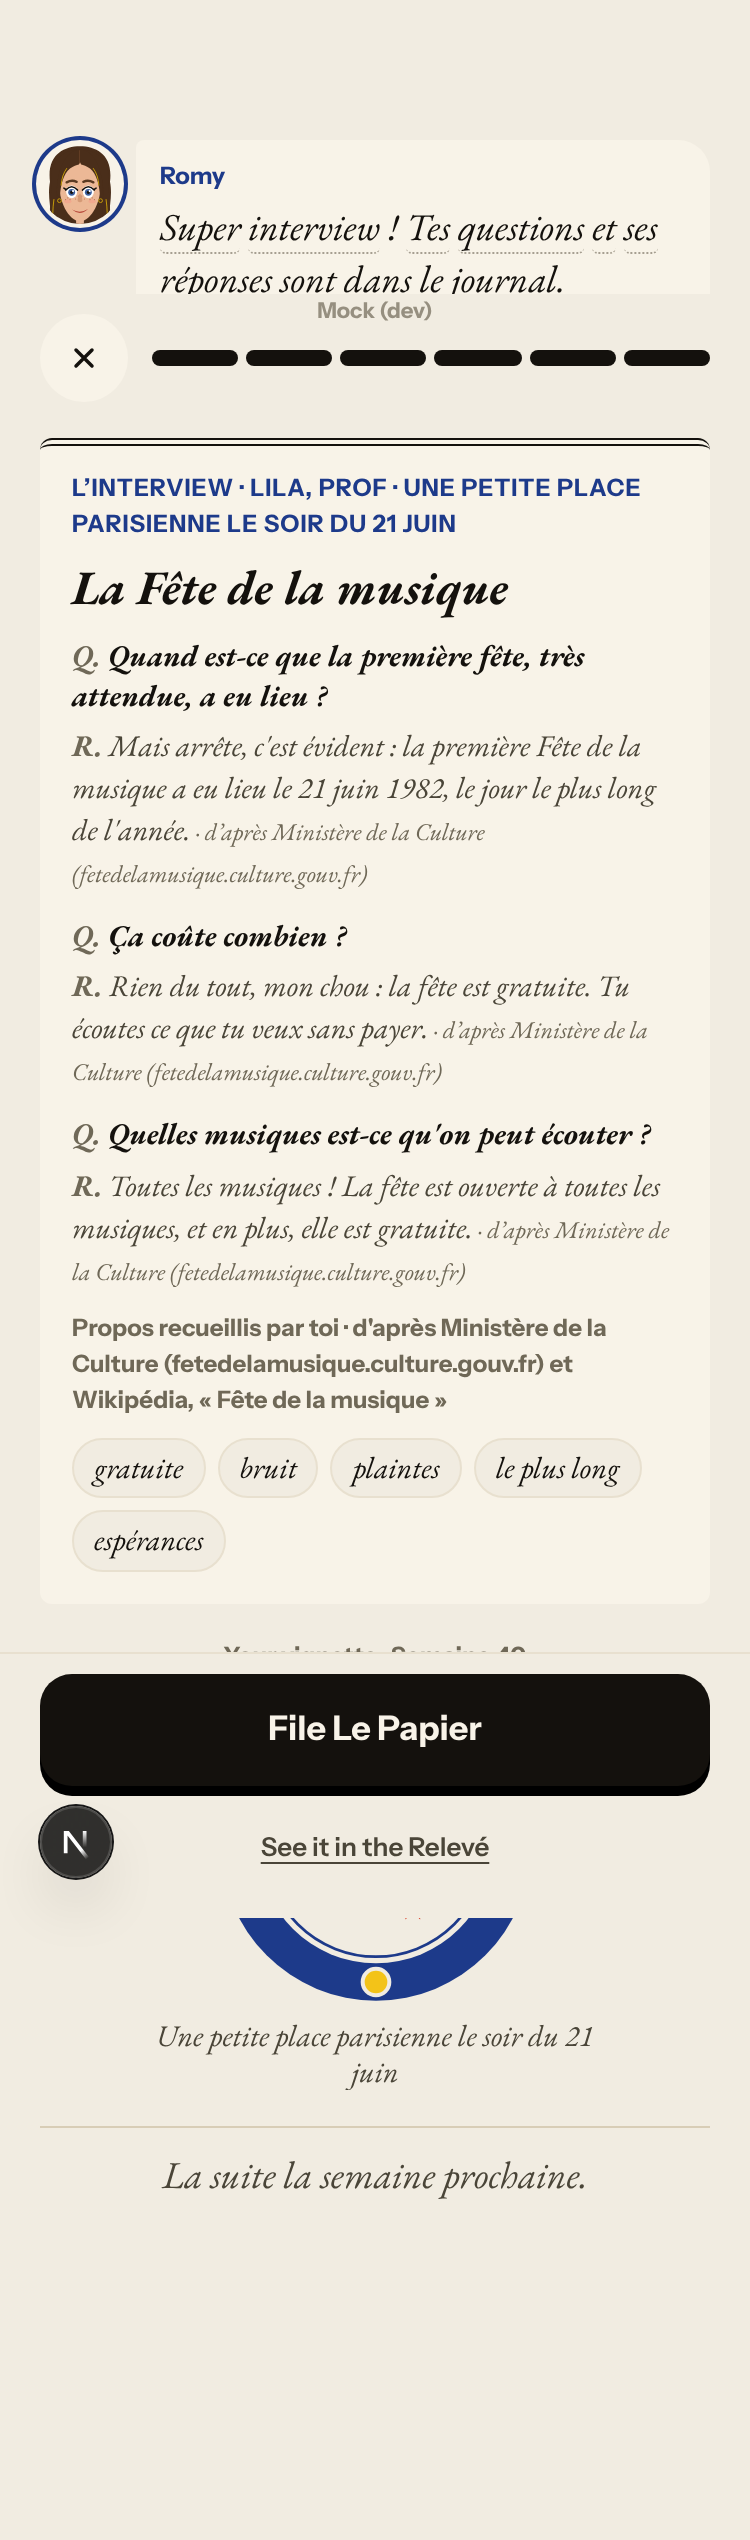 Romy
Super interview ! Tes questions et ses
réponses sont dans le journal.
Mock (dev)
L’INTERVIEW · LILA, PROF · UNE PETITE PLACE
PARISIENNE LE SOIR DU 21 JUIN
La Fête de la musique
Q. Quand est-ce que la première fête, très
attendue, a eu lieu ?
R. Mais arrête, c'est évident : la première Fête de la
musique a eu lieu le 21 juin 1982, le jour le plus long
de l'année. · d’après Ministère de la Culture
(fetedelamusique.culture.gouv.fr)
Q. Ça coûte combien ?
R. Rien du tout, mon chou : la fête est gratuite. Tu
écoutes ce que tu veux sans payer. · d’après Ministère de la
Culture (fetedelamusique.culture.gouv.fr)
Q. Quelles musiques est-ce qu'on peut écouter ?
R. Toutes les musiques ! La fête est ouverte à toutes les
musiques, et en plus, elle est gratuite. · d’après Ministère de
la Culture (fetedelamusique.culture.gouv.fr)
Propos recueillis par toi · d'après Ministère de la
Culture (fetedelamusique.culture.gouv.fr) et
Wikipédia, « Fête de la musique »
gratuite bruit plaintes le plus long
espérances
File Le Papier
N
See it in the Relevé
Une petite place parisienne le soir du 21
juin
La suite la semaine prochaine.